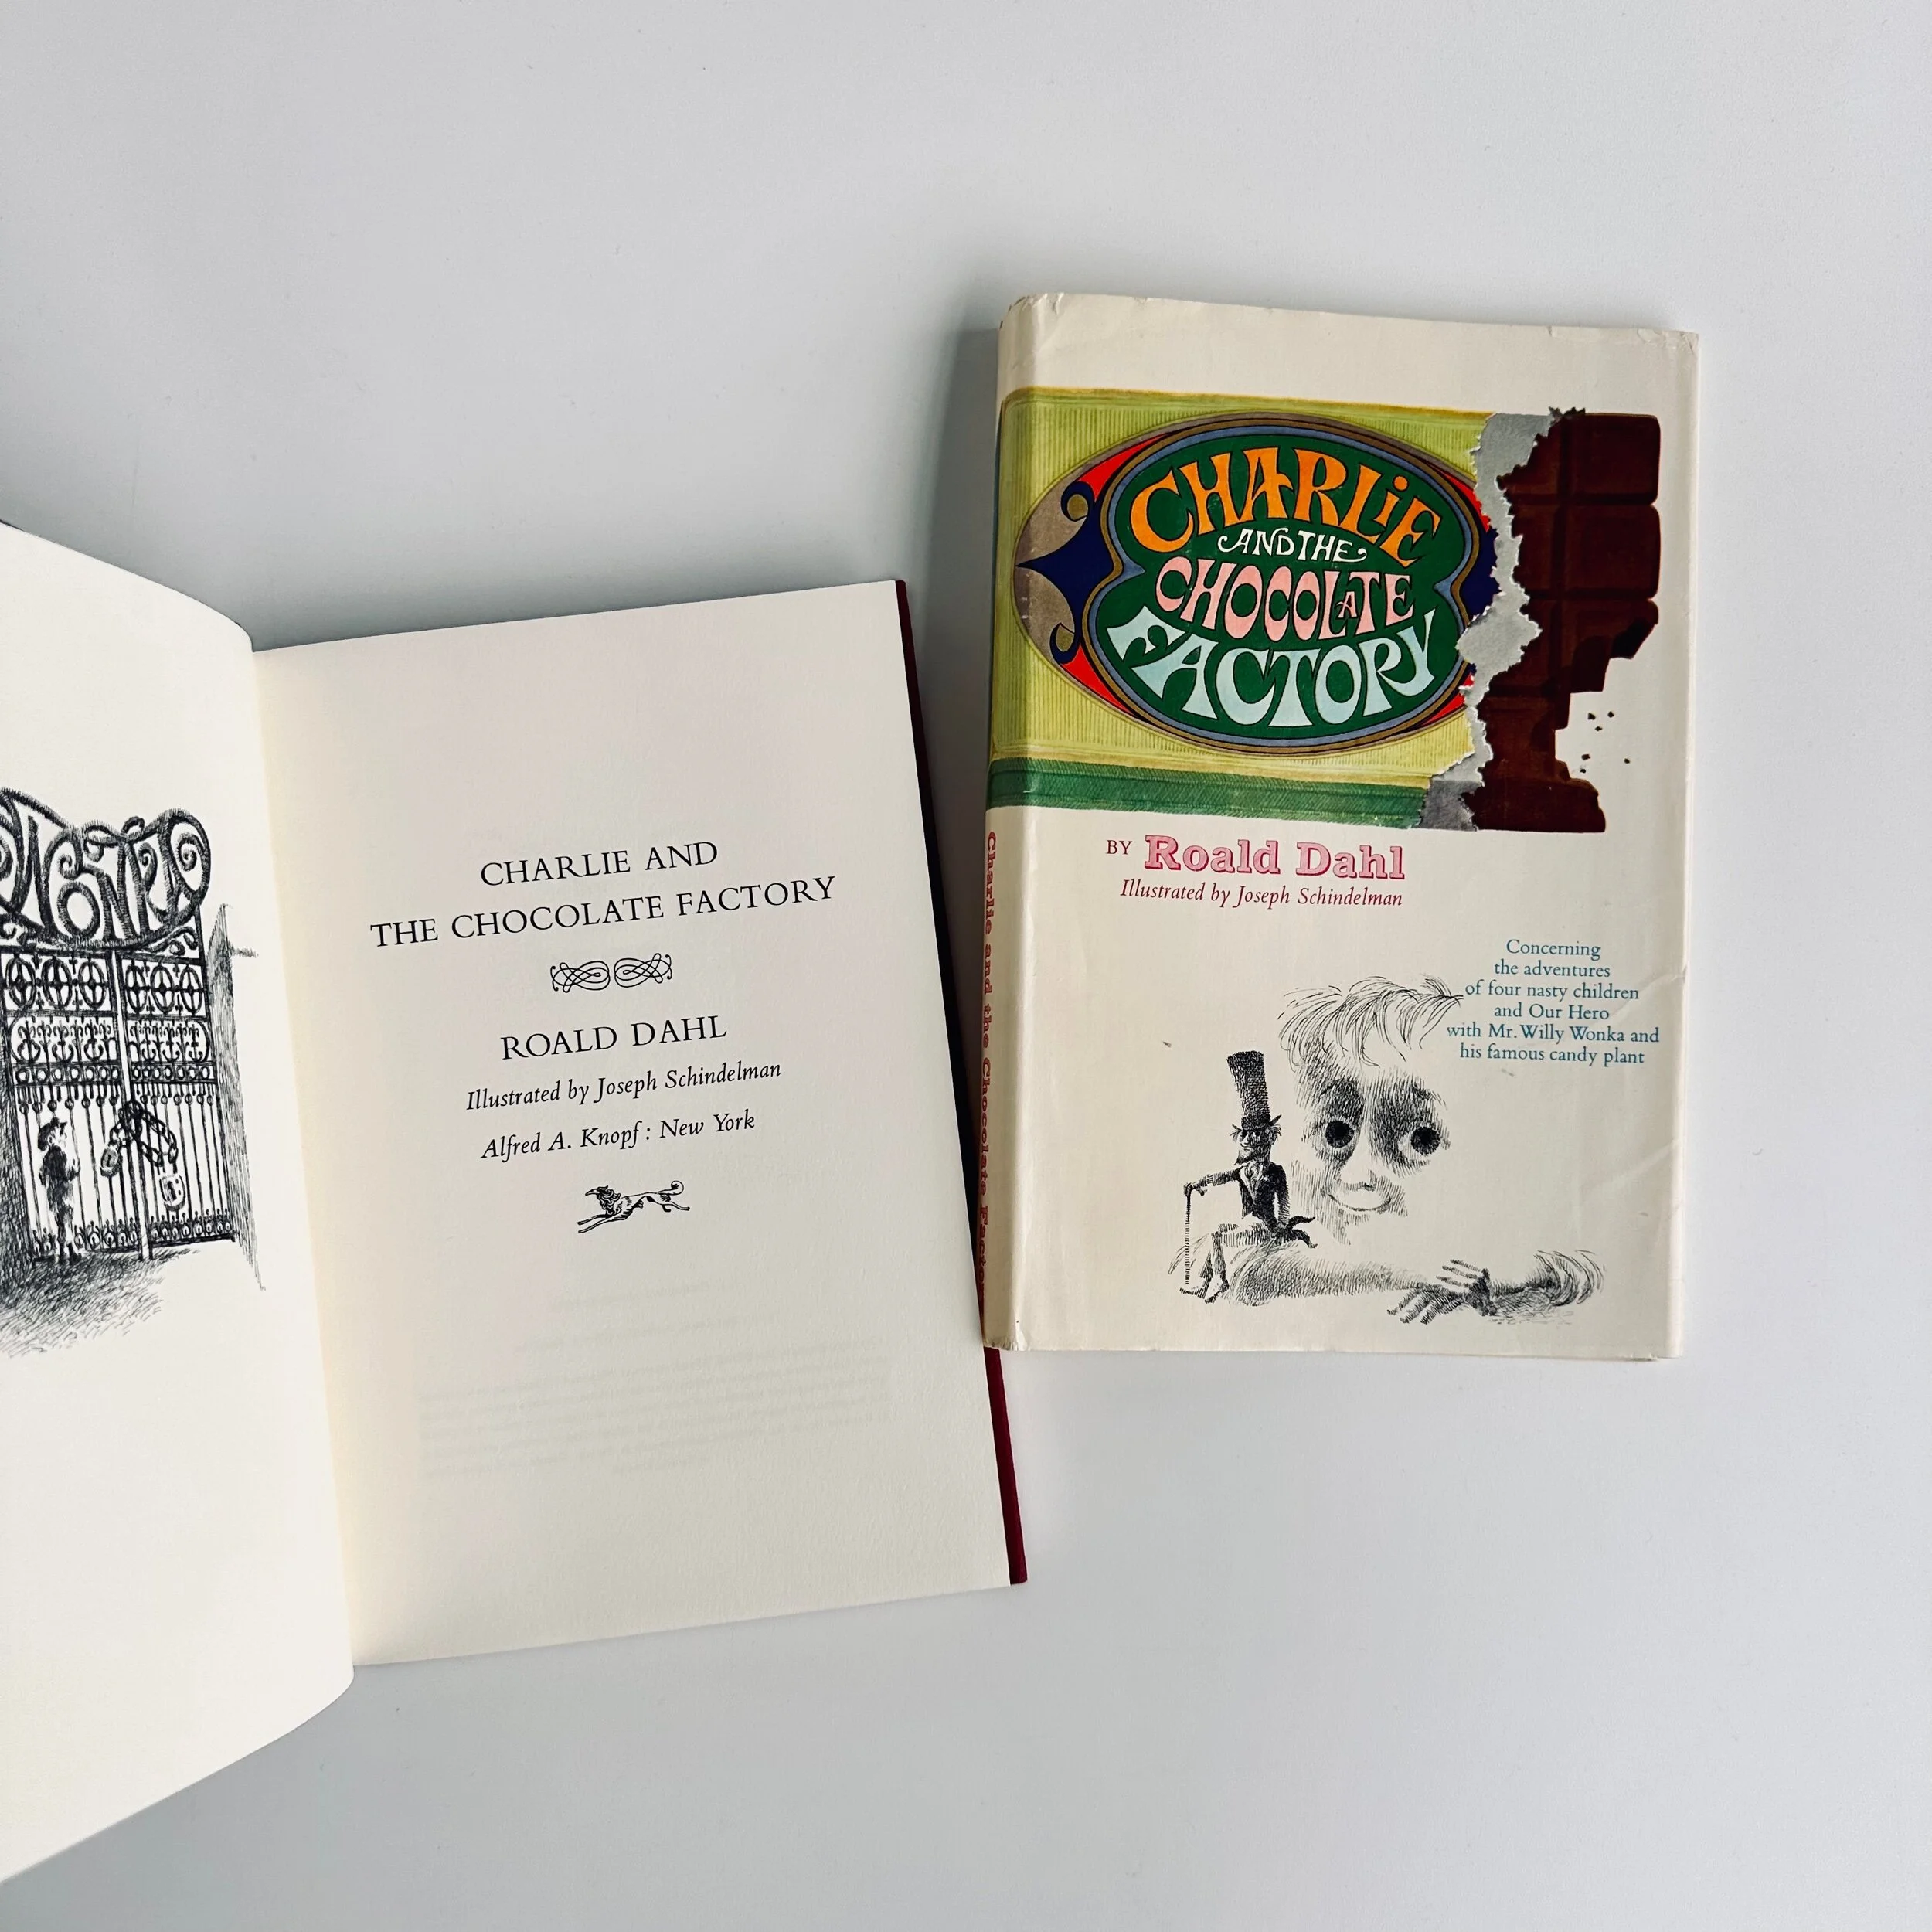 WONKA
CHARLIE AND
THE CHOCOLATE FACTORY
ROALD DAHL
Illustrated by Joseph Schindelman
Alfred A. Knopf : New York
CHARLiE
AND THE
CHOCOLATE
FACTORY
BY Roald Dahl
Illustrated by Joseph Schindelman
Concerning
the adventures
of four nasty children
and Our Hero
with Mr. Willy Wonka and
his famous candy plant
Charlie and the Chocolate Factory